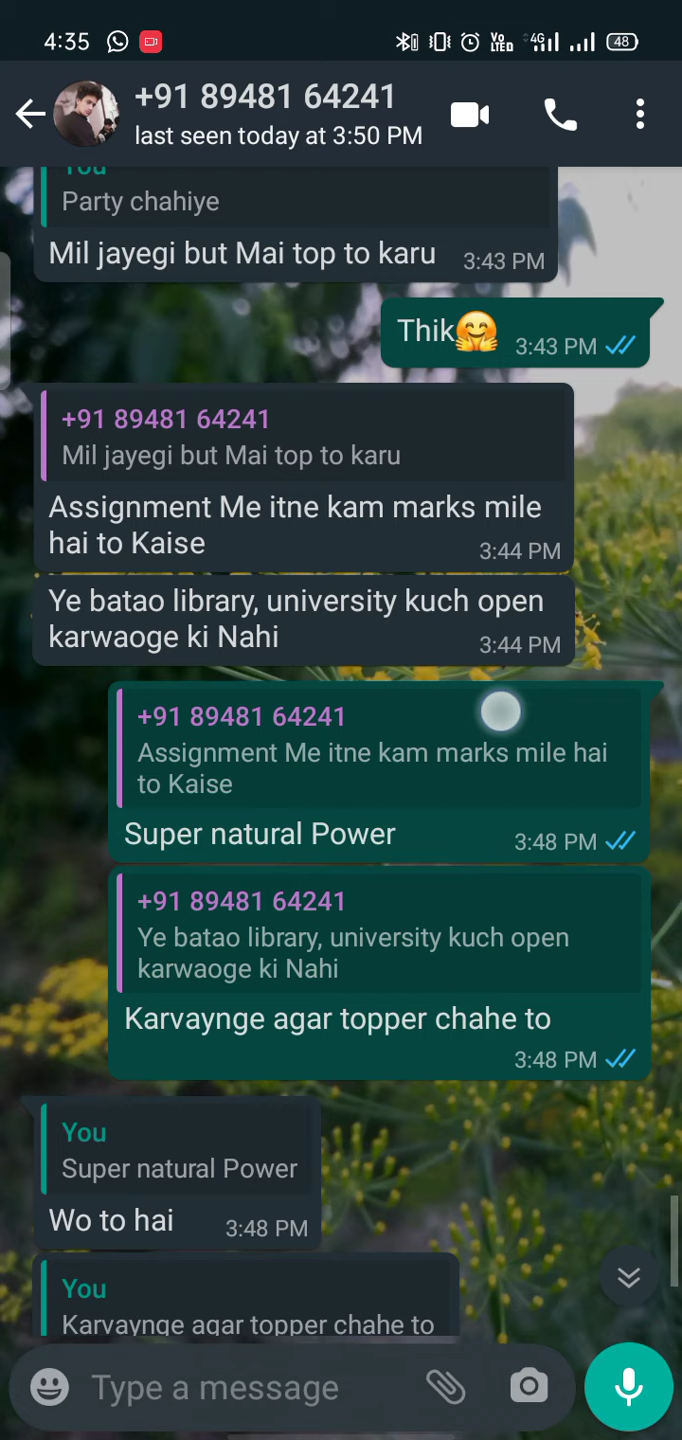 4:35
Vo
LTED
4G
48
+91 89481 64241
last seen today at 3:50 PM
You
Party chahiye
Mil jayegi but Mai top to karu 3:43 PM
Thik🤗 3:43 PM
+91 89481 64241
Mil jayegi but Mai top to karu
Assignment Me itne kam marks mile
hai to Kaise 3:44 PM
Ye batao library, university kuch open
karwaoge ki Nahi 3:44 PM
+91 89481 64241
Assignment Me itne kam marks mile hai
to Kaise
Super natural Power 3:48 PM
+91 89481 64241
Ye batao library, university kuch open
karwaoge ki Nahi
Karvaynge agar topper chahe to
3:48 PM
You
Super natural Power
Wo to hai 3:48 PM
You
Karvaynge agar topper chahe to
Type a message